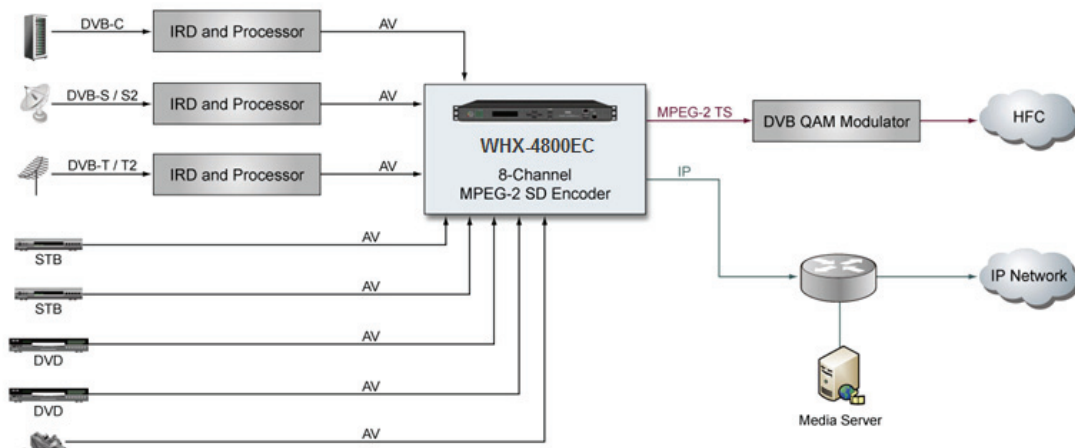 DVB-C
IRD and Processor
AV
DVB-S / S2
IRD and Processor
AV
DVB-T / T2
IRD and Processor
AV
WHX-4800EC
8-Channel
MPEG-2 SD Encoder
MPEG-2 TS
DVB QAM Modulator
HFC
IP
IP Network
Media Server
STB
AV
STB
AV
DVD
AV
DVD
AV
AV